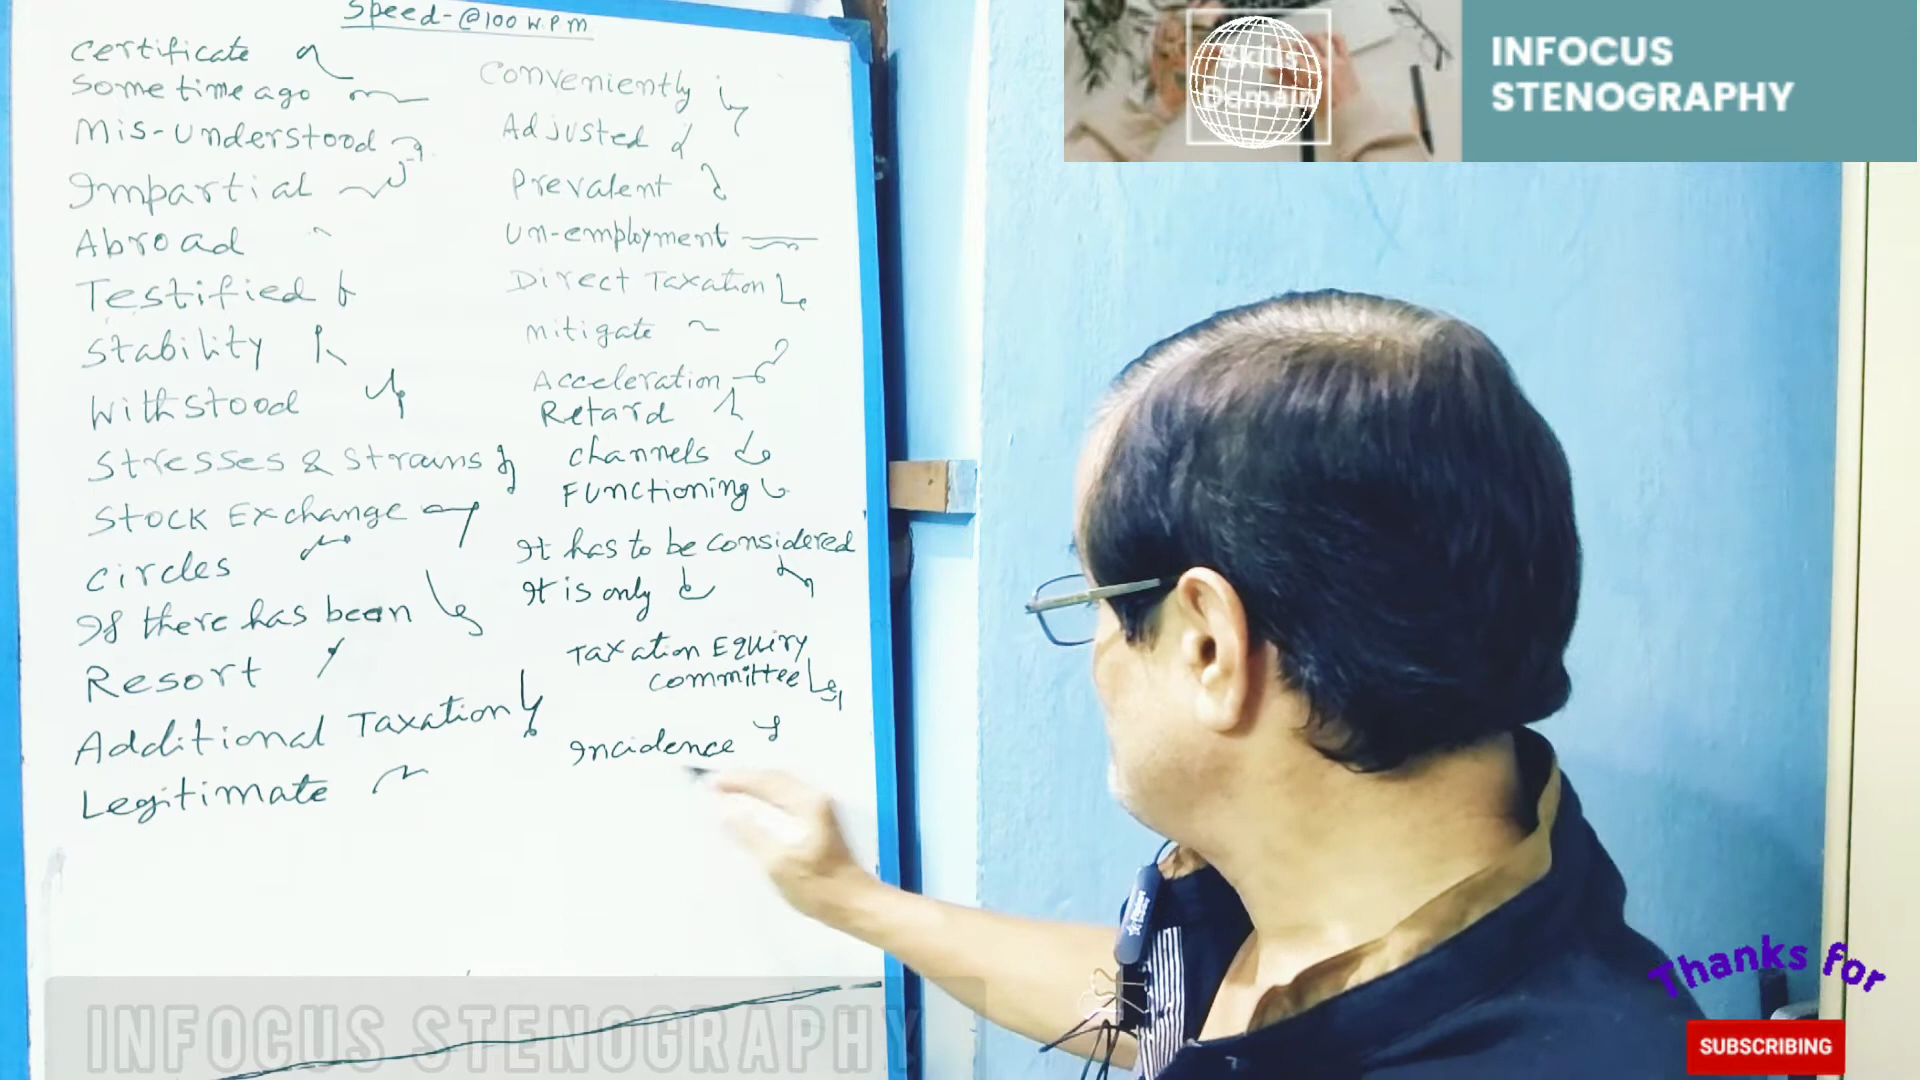 Speed-@100 W.P.M
Certificate
Some time ago
Mis-understood
Impartial
Abroad
Testified
Stability
Withstood
Stresses & Strains
Stock Exchange
Circles
If there has been
Resort
Additional Taxation
Legitimate
Conveniently
Adjusted
Prevalent
Un-employment
Direct Taxation
Mitigate
Acceleration
Retard
Channels
Functioning
It has to be considered
It is only
Taxation Equiry
Committee
Incidence
Skills
Domain
INFOCUS
STENOGRAPHY
INFOCUS STENOGRAPHY
Thanks for
SUBSCRIBING